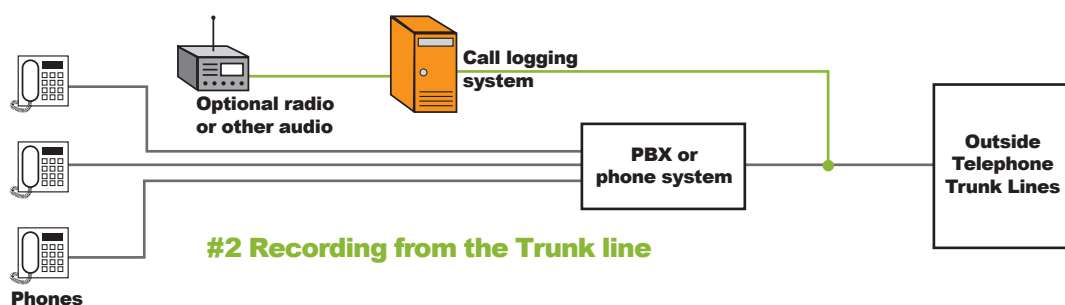 Call logging
system
Optional radio
or other audio
PBX or
phone system
Outside
Telephone
Trunk Lines
#2 Recording from the Trunk line
Phones